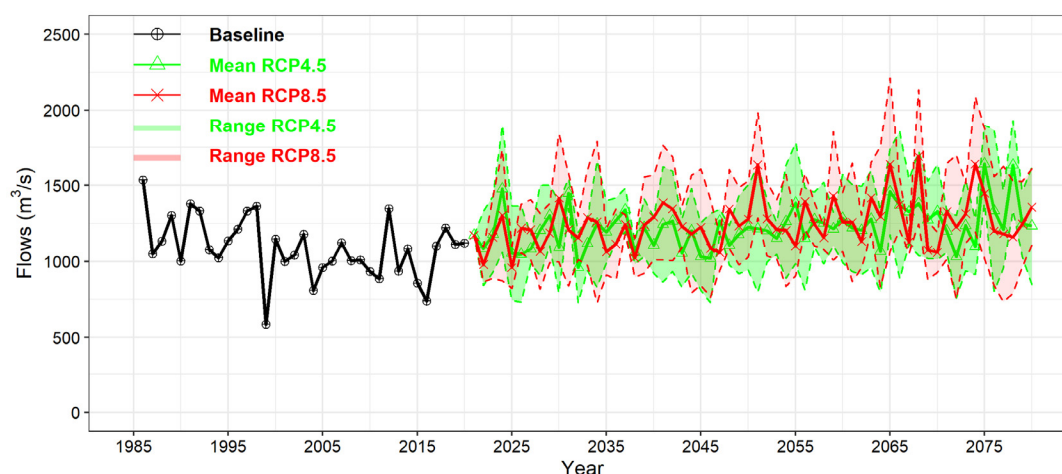 2500
2000
1500
1000
500
0
Flows (m³/s)
Baseline
Mean RCP4.5
Mean RCP8.5
Range RCP4.5
Range RCP8.5
1985 1995 2005 2015 2025 2035 2045 2055 2065 2075
Year